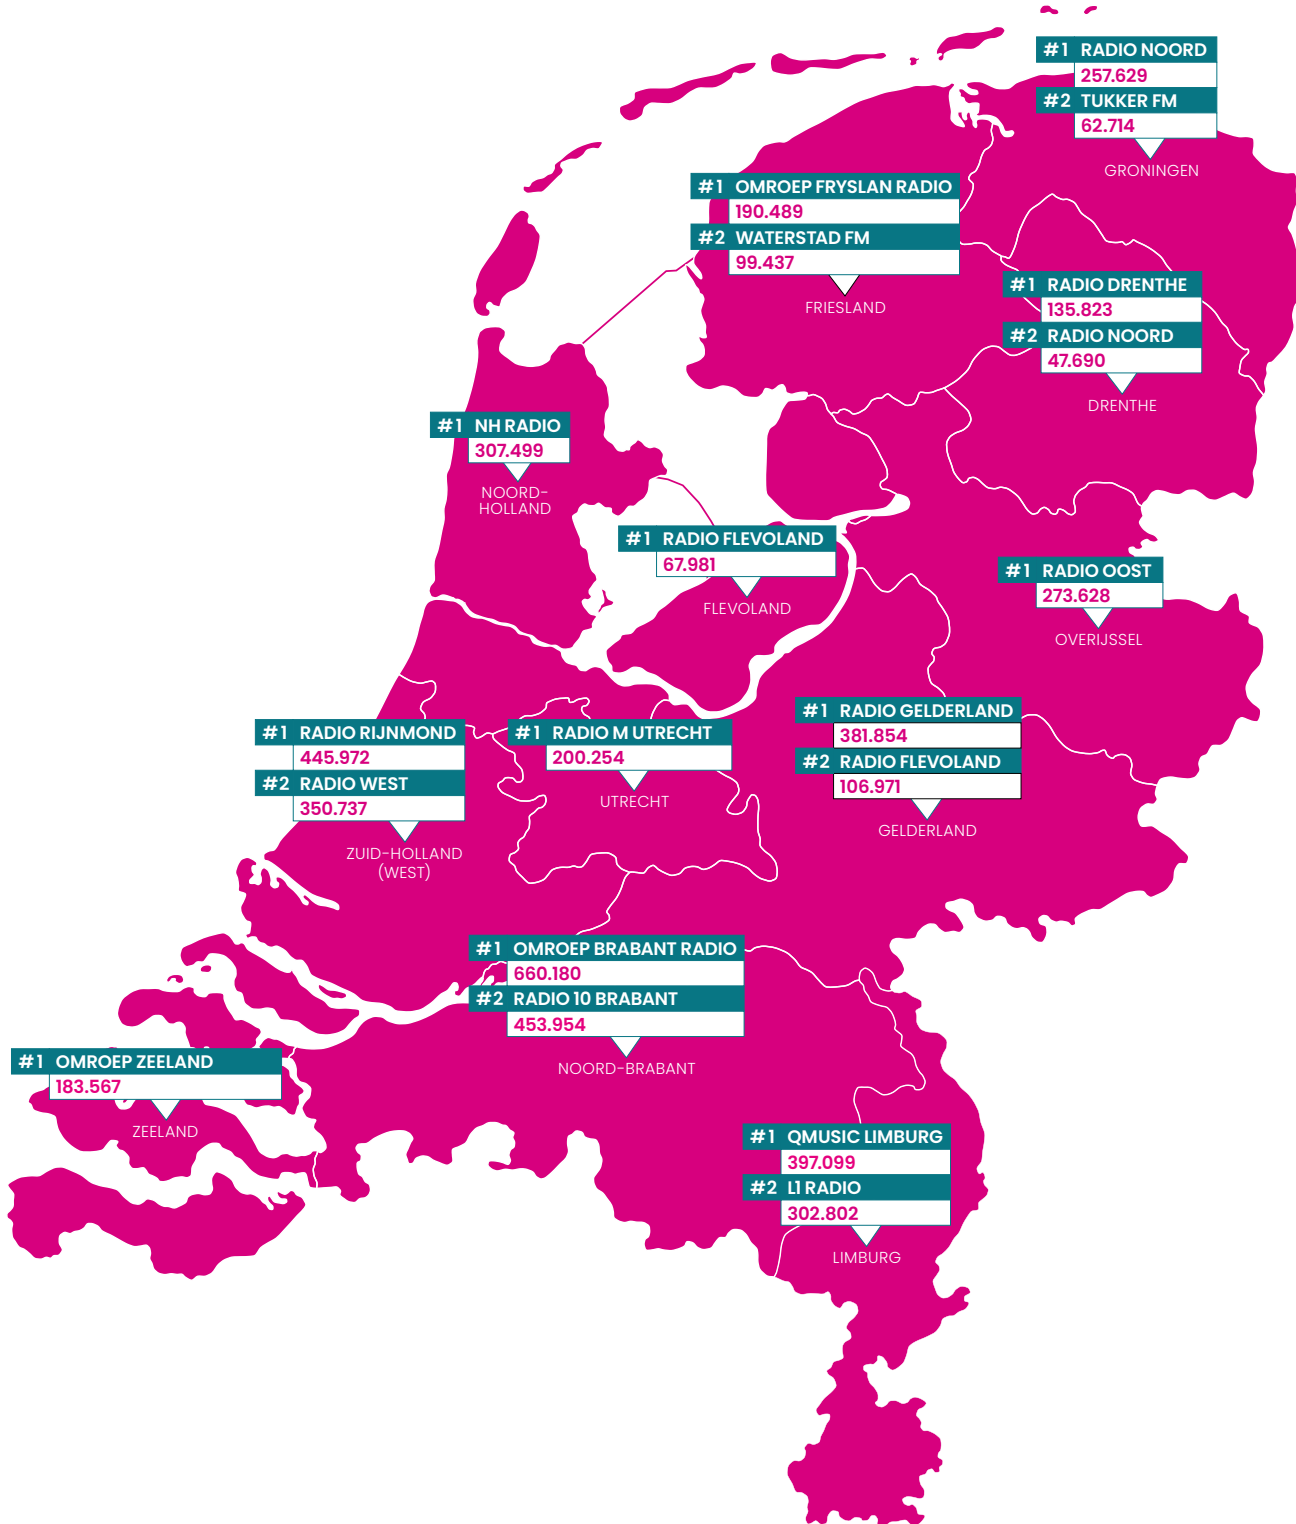 #1 RADIO NOORD
257.629
#2 TUKKER FM
62.714
GRONINGEN
#1 OMROEP FRYSLAN RADIO
190.489
#2 WATERSTAD FM
99.437
FRIESLAND
#1 RADIO DRENTHE
135.823
#2 RADIO NOORD
47.690
DRENTHE
#1 NH RADIO
307.499
NOORD-
HOLLAND
#1 RADIO FLEVOLAND
67.981
FLEVOLAND
#1 RADIO OOST
273.628
OVERIJSSEL
#1 RADIO RIJNMOND
445.972
#2 RADIO WEST
350.737
ZUID-HOLLAND
(WEST)
#1 RADIO M UTRECHT
200.254
UTRECHT
#1 RADIO GELDERLAND
381.854
#2 RADIO FLEVOLAND
106.971
GELDERLAND
#1 OMROEP BRABANT RADIO
660.180
#2 RADIO 10 BRABANT
453.954
NOORD-BRABANT
#1 OMROEP ZEELAND
183.567
ZEELAND
#1 QMUSIC LIMBURG
397.099
#2 L1 RADIO
302.802
LIMBURG